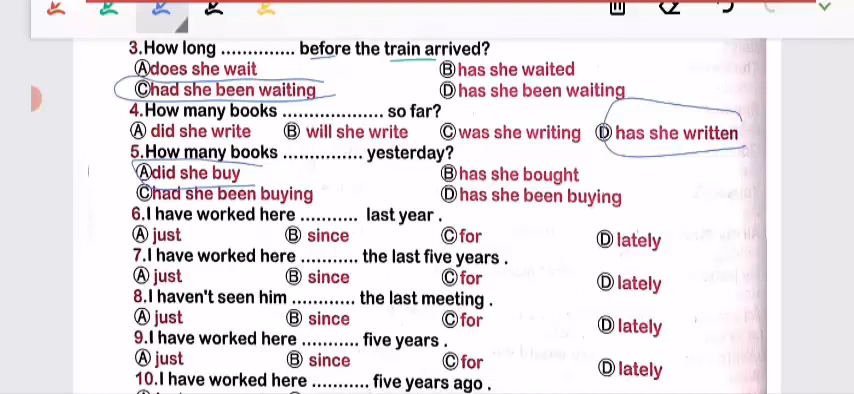 3.How long .............. before the train arrived?
Ⓐdoes she wait Ⓑhas she waited
Ⓒhad she been waiting Ⓓhas she been waiting
4.How many books ................... so far?
Ⓐ did she write Ⓑ will she write Ⓒwas she writing Ⓓ has she written
5.How many books ............... yesterday?
Ⓐdid she buy Ⓑhas she bought
Ⓒhad she been buying Ⓓhas she been buying
6.I have worked here ........... last year .
Ⓐ just Ⓑ since Ⓒfor Ⓓ lately
7.I have worked here ........... the last five years .
Ⓐ just Ⓑ since Ⓒfor Ⓓ lately
8.I haven't seen him ............ the last meeting .
Ⓐ just Ⓑ since Ⓒfor Ⓓ lately
9.I have worked here ........... five years .
Ⓐ just Ⓑ since Ⓒfor Ⓓ lately
10.I have worked here ........... five years ago .